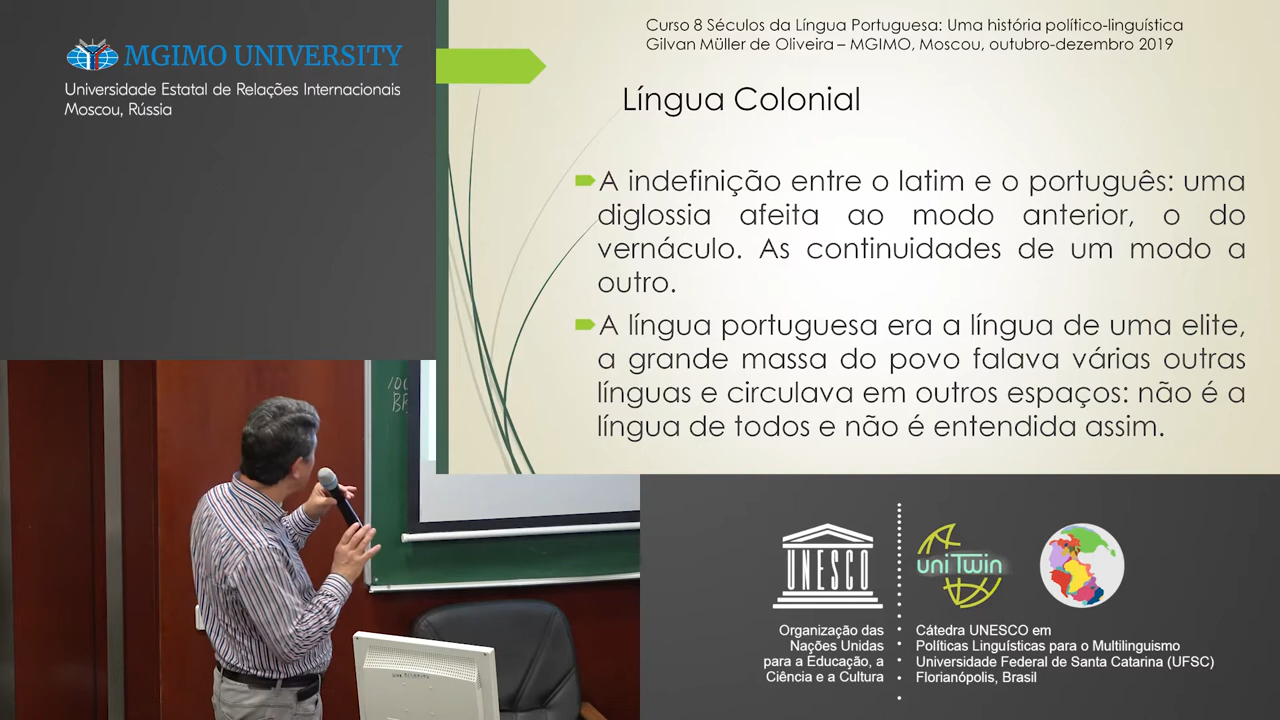 MGIMO UNIVERSITY
Universidade Estatal de Relações Internacionais
Moscou, Rússia
Curso 8 Séculos da Língua Portuguesa: Uma história político-linguística
Gilvan Müller de Oliveira – MGIMO, Moscou, outubro-dezembro 2019
Língua Colonial
A indefinição entre o latim e o português: uma
diglossia afeita ao modo anterior, o do
vernáculo. As continuidades de um modo a
outro.
A língua portuguesa era a língua de uma elite,
a grande massa do povo falava várias outras
línguas e circulava em outros espaços: não é a
língua de todos e não é entendida assim.
UNESCO
Organização das
Nações Unidas
para a Educação, a
Ciência e a Cultura
uniTwin
Cátedra UNESCO em
Políticas Linguísticas para o Multilinguismo
Universidade Federal de Santa Catarina (UFSC)
Florianópolis, Brasil